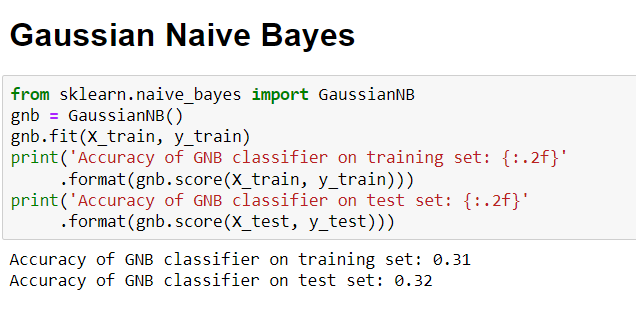 Gaussian Naive Bayes
from sklearn.naive_bayes import GaussianNB
gnb = GaussianNB()
gnb.fit(X_train, y_train)
print('Accuracy of GNB classifier on training set: {:.2f}'
     .format(gnb.score(X_train, y_train)))
print('Accuracy of GNB classifier on test set: {:.2f}'
     .format(gnb.score(X_test, y_test)))
Accuracy of GNB classifier on training set: 0.31
Accuracy of GNB classifier on test set: 0.32